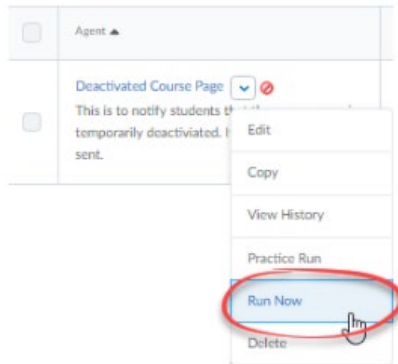 Agent
Deactivated Course Page
This is to notify students
temporarily deactiviated.
sent.
Edit
Copy
View History
Practice Run
Run Now
Delete